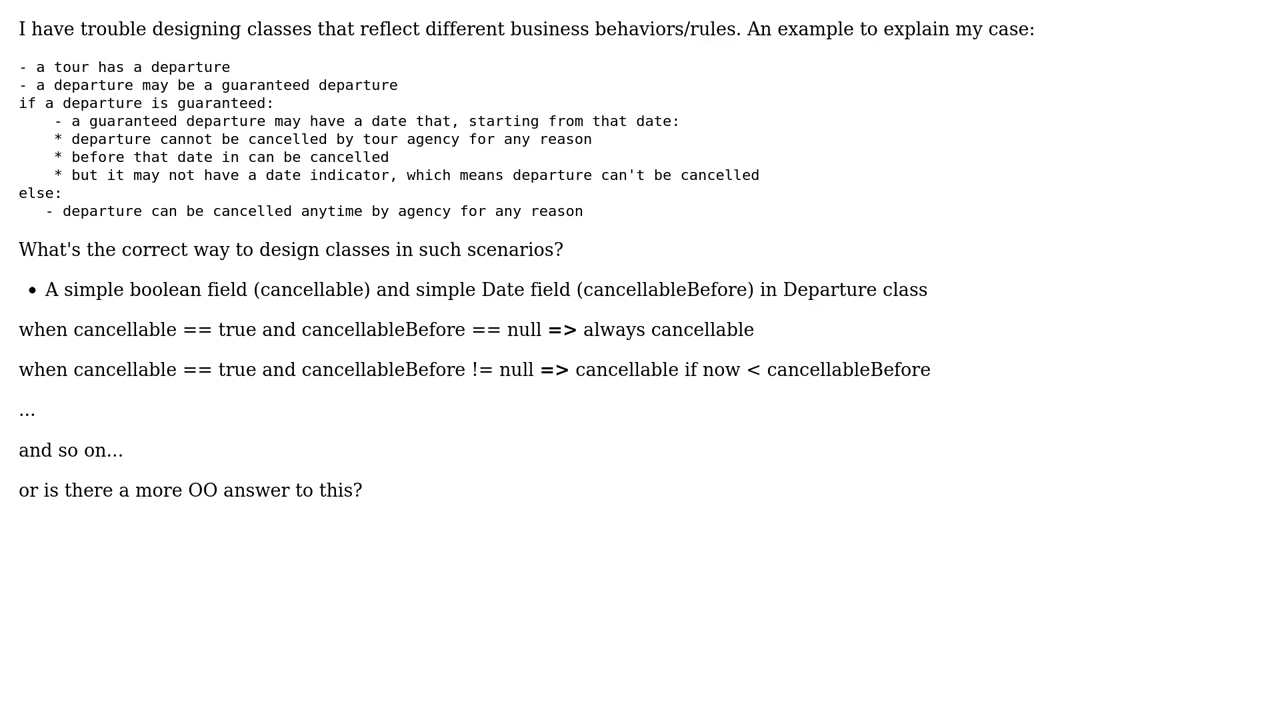 I have trouble designing classes that reflect different business behaviors/rules. An example to explain my case:
- a tour has a departure
- a departure may be a guaranteed departure
if a departure is guaranteed:
    - a guaranteed departure may have a date that, starting from that date:
    * departure cannot be cancelled by tour agency for any reason
    * before that date in can be cancelled
    * but it may not have a date indicator, which means departure can't be cancelled
else:
   - departure can be cancelled anytime by agency for any reason
What's the correct way to design classes in such scenarios?
• A simple boolean field (cancellable) and simple Date field (cancellableBefore) in Departure class
when cancellable == true and cancellableBefore == null => always cancellable
when cancellable == true and cancellableBefore != null => cancellable if now < cancellableBefore
...
and so on...
or is there a more OO answer to this?